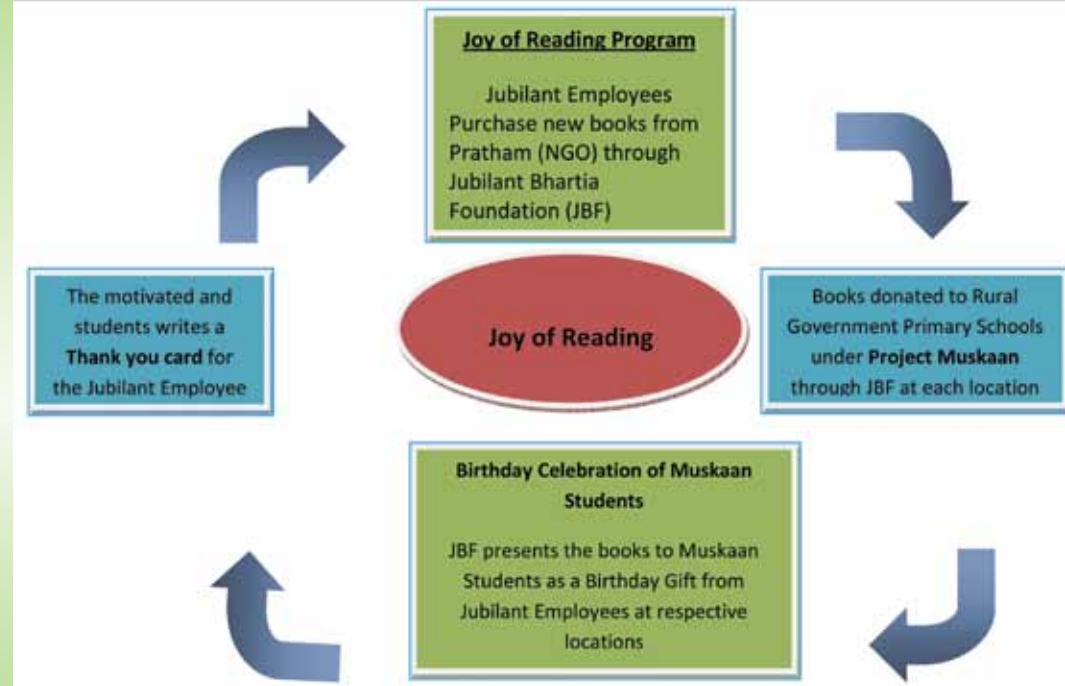 Joy of Reading Program
Jubilant Employees
Purchase new books from
Pratham (NGO) through
Jubilant Bhartia
Foundation (JBF)
Books donated to Rural
Government Primary Schools
under Project Muskaan
through JBF at each location
Birthday Celebration of Muskaan
Students
JBF presents the books to Muskaan
Students as a Birthday Gift from
Jubilant Employees at respective
locations
The motivated and
students writes a
Thank you card for
the Jubilant Employee
Joy of Reading